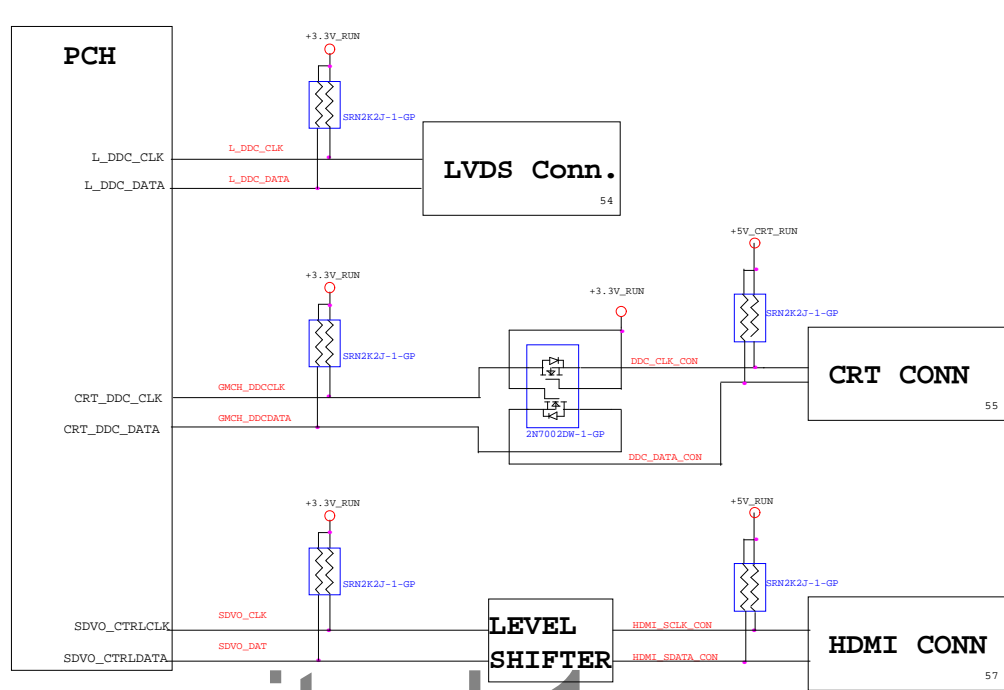 PCH
+3.3V_RUN
SRN2K2J-1-GP
L_DDC_CLK
L_DDC_CLK
L_DDC_DATA
L_DDC_DATA
LVDS Conn.
54
+3.3V_RUN
SRN2K2J-1-GP
+3.3V_RUN
+5V_CRT_RUN
SRN2K2J-1-GP
CRT_DDC_CLK
GMCH_DDCCLK
CRT_DDC_DATA
GMCH_DDCDATA
2N7002DW-1-GP
DDC_CLK_CON
DDC_DATA_CON
CRT CONN
55
+3.3V_RUN
SRN2K2J-1-GP
+5V_RUN
SRN2K2J-1-GP
SDVO_CTRLCLK
SDVO_CLK
SDVO_CTRLDATA
SDVO_DAT
LEVEL
SHIFTER
HDMI_SCLK_CON
HDMI_SDATA_CON
HDMI CONN
57